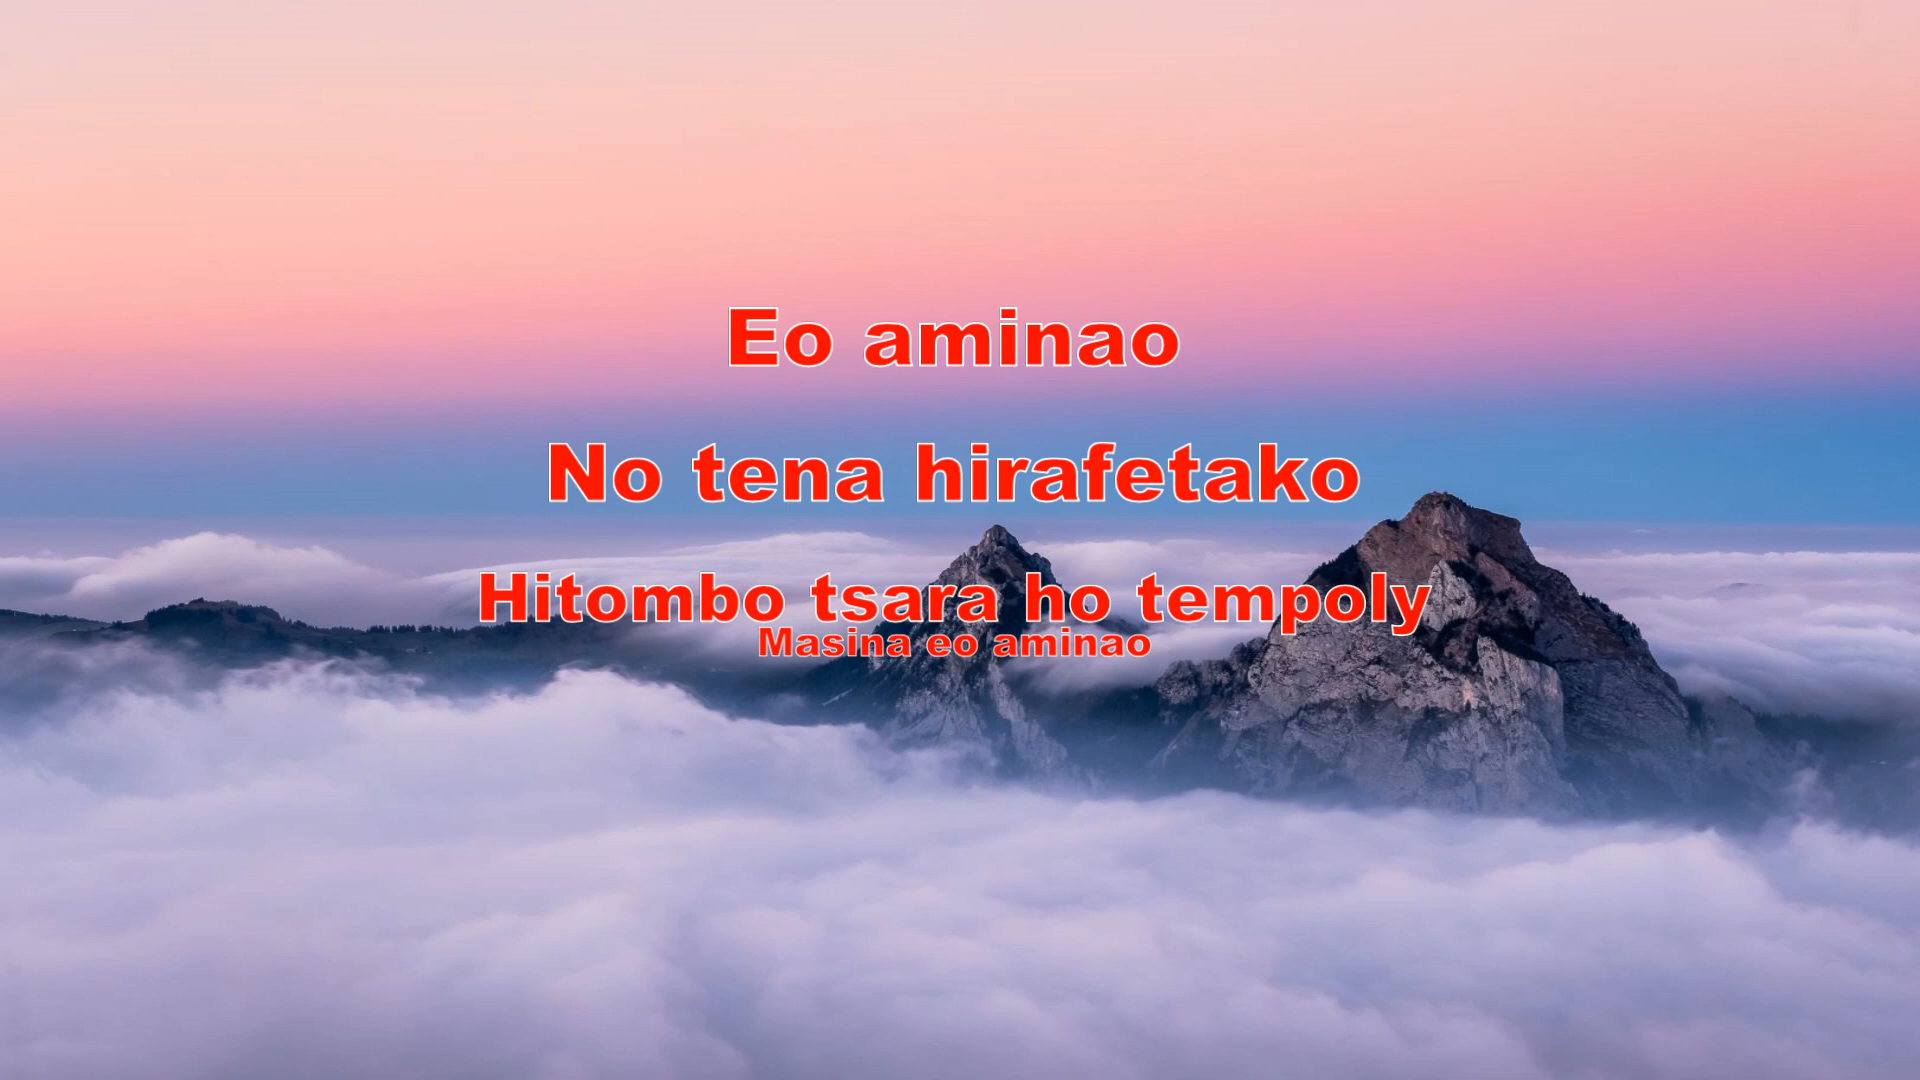 Eo aminao
No tena hirafetako
Hitombo tsara ho tempoly
Masina eo aminao